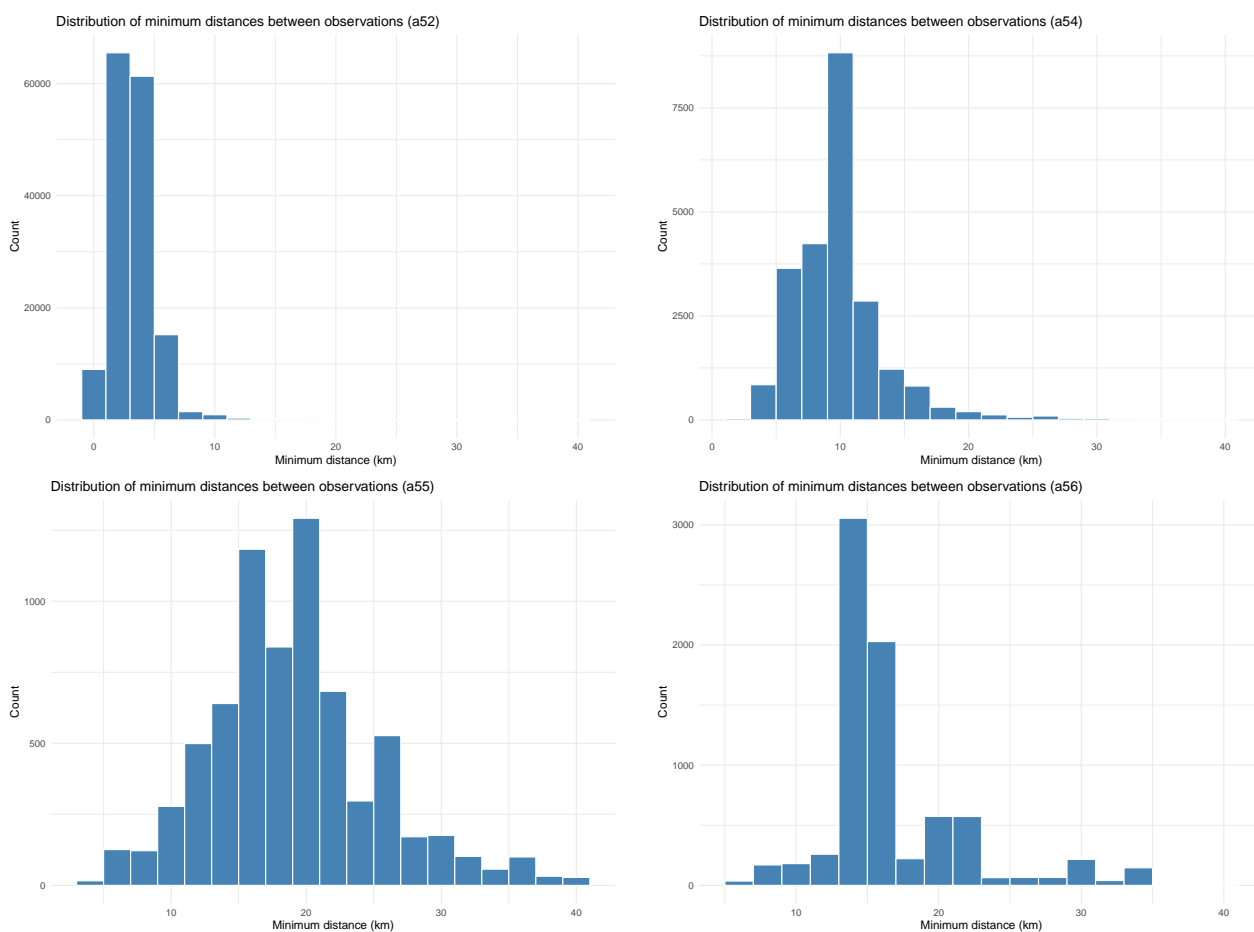 Distribution of minimum distances between observations (a52)
60000
40000
20000
0
Count
0 10 20 30 40
Minimum distance (km)
Distribution of minimum distances between observations (a54)
7500
5000
2500
0
Count
0 10 20 30 40
Minimum distance (km)
Distribution of minimum distances between observations (a55)
1000
500
0
Count
10 20 30 40
Minimum distance (km)
Distribution of minimum distances between observations (a56)
3000
2000
1000
0
Count
10 20 30 40
Minimum distance (km)